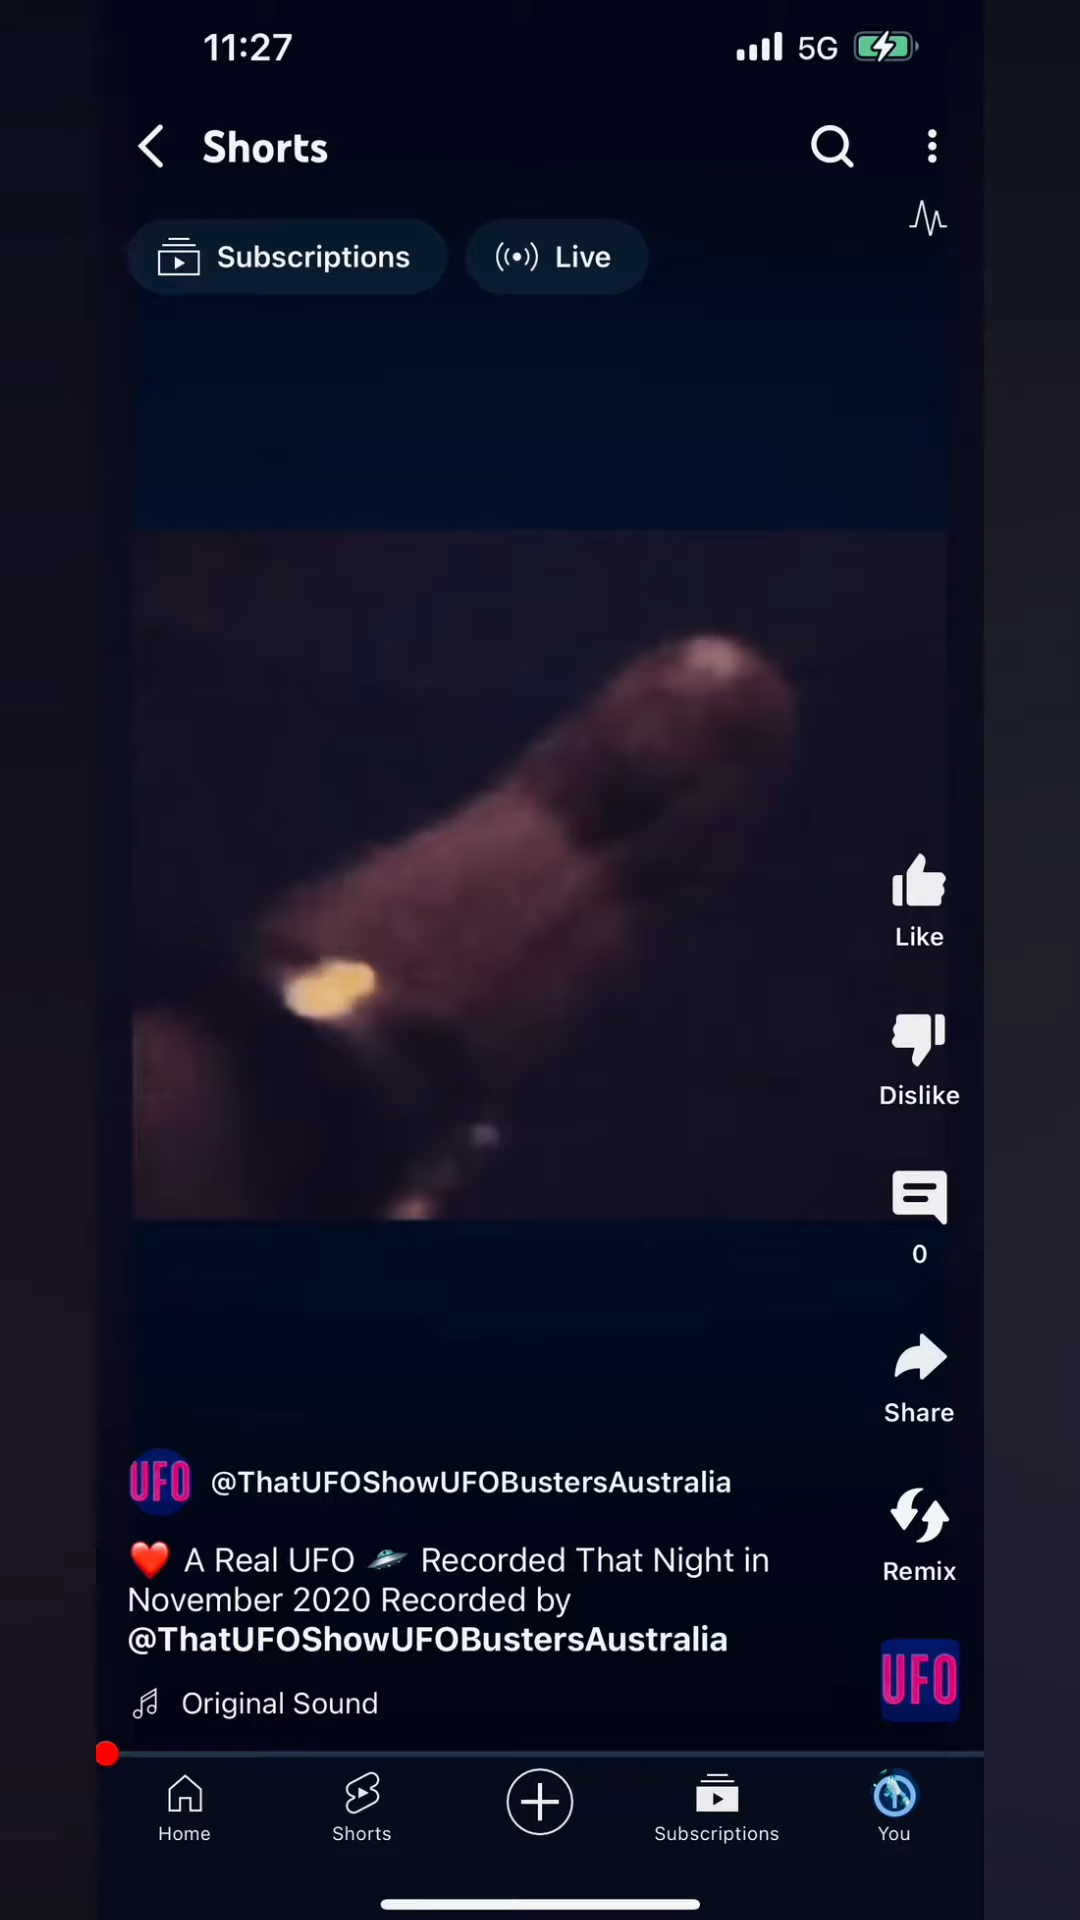 11:27
5G
Shorts
Subscriptions
Live
Like
Dislike
0
Share
Remix
UFO @ThatUFOShowUFOBustersAustralia
❤️ A Real UFO 🛸 Recorded That Night in
November 2020 Recorded by
@ThatUFOShowUFOBustersAustralia
UFO
Original Sound
Home
Shorts
Subscriptions
You